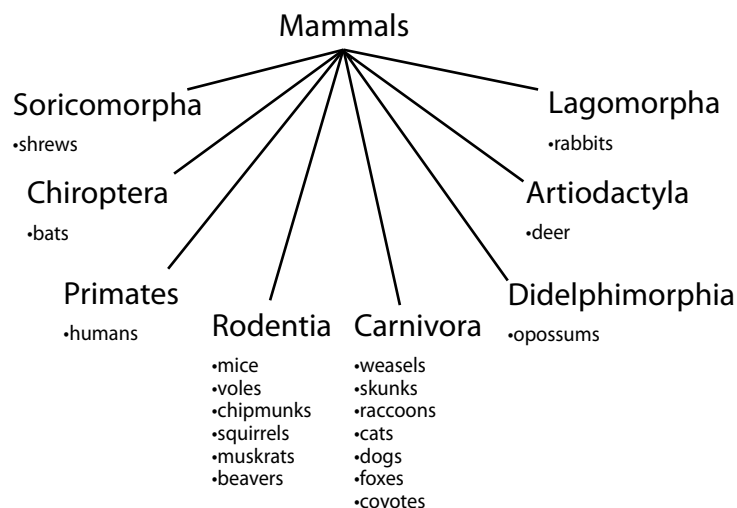 Mammals
Soricomorpha
•shrews
Chiroptera
•bats
Primates
•humans
Rodentia
•mice
•voles
•chipmunks
•squirrels
•muskrats
•beavers
Carnivora
•weasels
•skunks
•raccoons
•cats
•dogs
•foxes
•coyotes
Didelphimorphia
•opossums
Artiodactyla
•deer
Lagomorpha
•rabbits